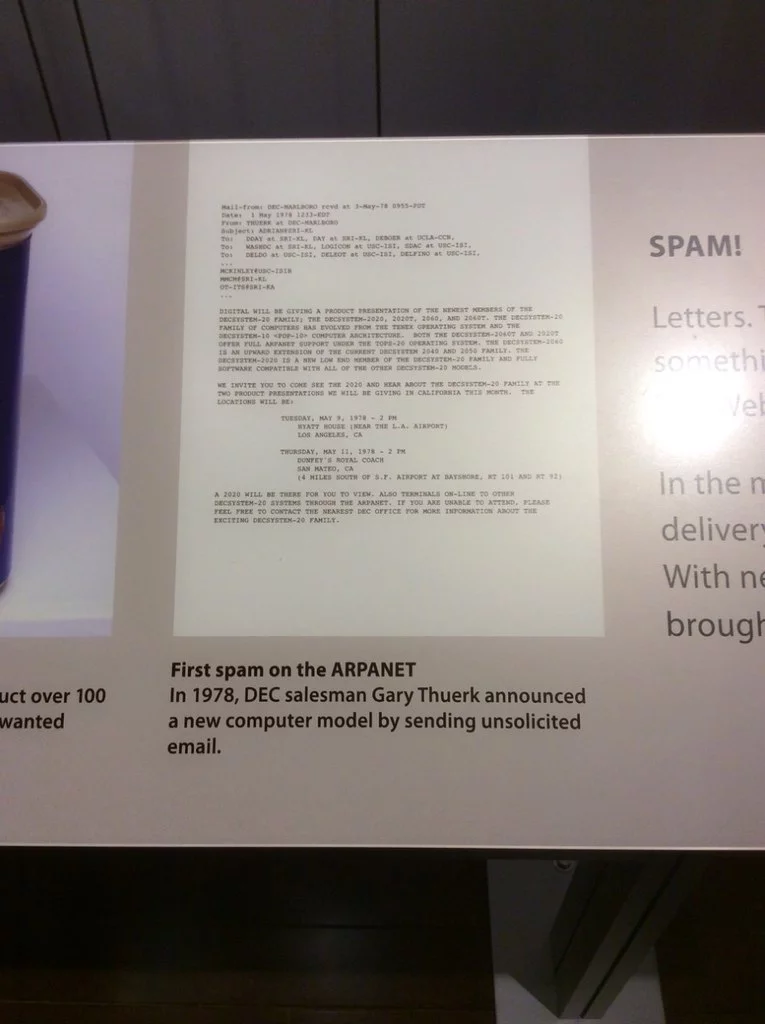 Mail-from: DEC-MARLBORO rcvd at 3-May-78 0955-PDT
Date: 1 May 1978 1233-EDT
From: THUERK at DEC-MARLBORO
Subject: ADRIAN@SRI-KL
To: DDAY at SRI-KL, DAY at SRI-KL, DEBOER at UCLA-CCN,
To: WASHDC at SRI-KL, LOGICON at USC-ISI, SDAC at USC-ISI,
To: DELDO at USC-ISI, DELEOT at USC-ISI, DELFINO at USC-ISI,
...
MCKINLEY@USC-ISIB
MMCM@SRI-KL
OT-ITS@SRI-KA
...
DIGITAL WILL BE GIVING A PRODUCT PRESENTATION OF THE NEWEST MEMBERS OF THE
DECSYSTEM-20 FAMILY; THE DECSYSTEM-2020, 2020T, 2060, AND 2060T. THE DECSYSTEM-20
FAMILY OF COMPUTERS HAS EVOLVED FROM THE TENEX OPERATING SYSTEM AND THE
DECSYSTEM-10 <PDP-10> COMPUTER ARCHITECTURE. BOTH THE DECSYSTEM-2060T AND 2020T
OFFER FULL ARPANET SUPPORT UNDER THE TOPS-20 OPERATING SYSTEM. THE DECSYSTEM-2060
IS AN UPWARD EXTENSION OF THE CURRENT DECSYSTEM 2040 AND 2050 FAMILY. THE
DECSYSTEM-2020 IS A NEW LOW END MEMBER OF THE DECSYSTEM-20 FAMILY AND FULLY
SOFTWARE COMPATIBLE WITH ALL OF THE OTHER DECSYSTEM-20 MODELS.
WE INVITE YOU TO COME SEE THE 2020 AND HEAR ABOUT THE DECSYSTEM-20 FAMILY AT THE
TWO PRODUCT PRESENTATIONS WE WILL BE GIVING IN CALIFORNIA THIS MONTH. THE
LOCATIONS WILL BE:
TUESDAY, MAY 9, 1978 - 2 PM
HYATT HOUSE (NEAR THE L.A. AIRPORT)
LOS ANGELES, CA
THURSDAY, MAY 11, 1978 - 2 PM
DUNFEY'S ROYAL COACH
SAN MATEO, CA
(4 MILES SOUTH OF S.F. AIRPORT AT BAYSHORE, RT 101 AND RT 92)
A 2020 WILL BE THERE FOR YOU TO VIEW. ALSO TERMINALS ON-LINE TO OTHER
DECSYSTEM-20 SYSTEMS THROUGH THE ARPANET. IF YOU ARE UNABLE TO ATTEND, PLEASE
FEEL FREE TO CONTACT THE NEAREST DEC OFFICE FOR MORE INFORMATION ABOUT THE
EXCITING DECSYSTEM-20 FAMILY.
First spam on the ARPANET
In 1978, DEC salesman Gary Thuerk announced
a new computer model by sending unsolicited
email.
uct over 100
wanted
SPAM!
Letters. T
somethi
Web
In the m
delivery
With ne
brough